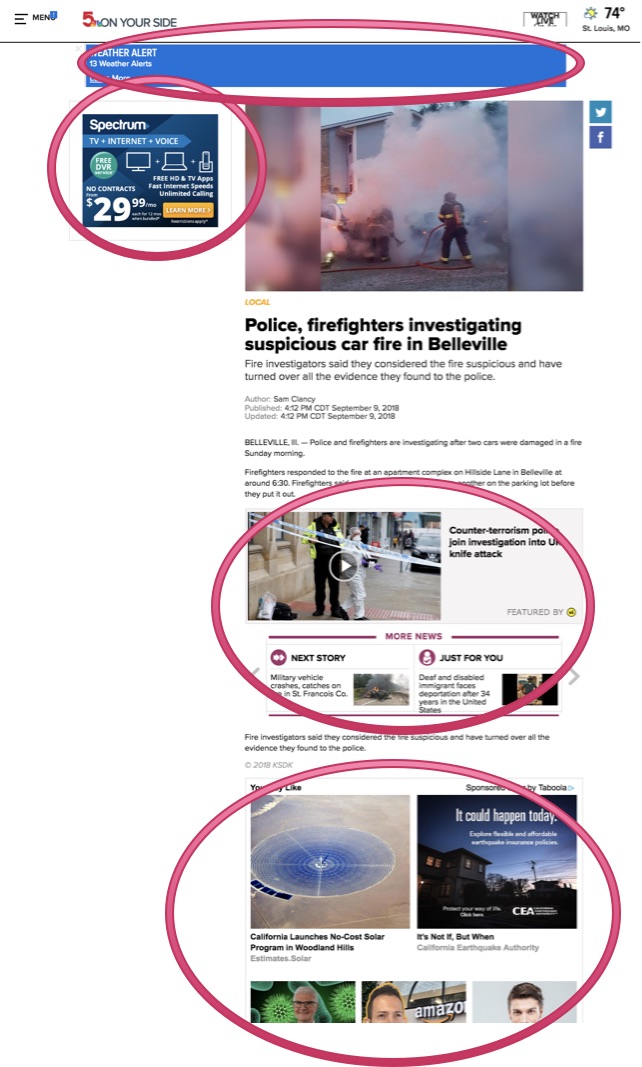 MENU
5 ON YOUR SIDE
WATCH
LIVE
74°
St. Louis, MO
WEATHER ALERT
13 Weather Alerts
More
Spectrum
TV + INTERNET + VOICE
FREE
DVR
SERVICE
FREE HD & TV Apps
Fast Internet Speeds
Unlimited Calling
NO CONTRACTS
From
$29 99/mo
each for 12 mos
when bundled*
LEARN MORE ›
Restrictions apply*
LOCAL
Police, firefighters investigating
suspicious car fire in Belleville
Fire investigators said they considered the fire suspicious and have
turned over all the evidence they found to the police.
Author: Sam Clancy
Published: 4:12 PM CDT September 9, 2018
Updated: 4:12 PM CDT September 9, 2018
BELLEVILLE, Ill. — Police and firefighters are investigating after two cars were damaged in a fire
Sunday morning.
Firefighters responded to the fire at an apartment complex on Hillside Lane in Belleville at
around 6:30. Firefighters another on the parking lot before
they put it out.
Counter-terrorism
join investigation into
knife attack
FEATURED BY
MORE NEWS
NEXT STORY
Military vehicle
crashes, catches on
in St. Francois Co.
JUST FOR YOU
Deaf and disabled
immigrant faces
deportation after 34
years in the United
States
Fire investigators said they considered the fire suspicious and have turned over all the
evidence they found to the police.
© 2018 KSDK
Like
Sponsored by Taboola
It could happen today.
Explore flexible and affordable
earthquake insurance policies.
Protect your way of life.
Click here.
CEA
California Launches No-Cost Solar
Program in Woodland Hills
Estimates.Solar
It's Not If, But When
California Earthquake Authority
amazon